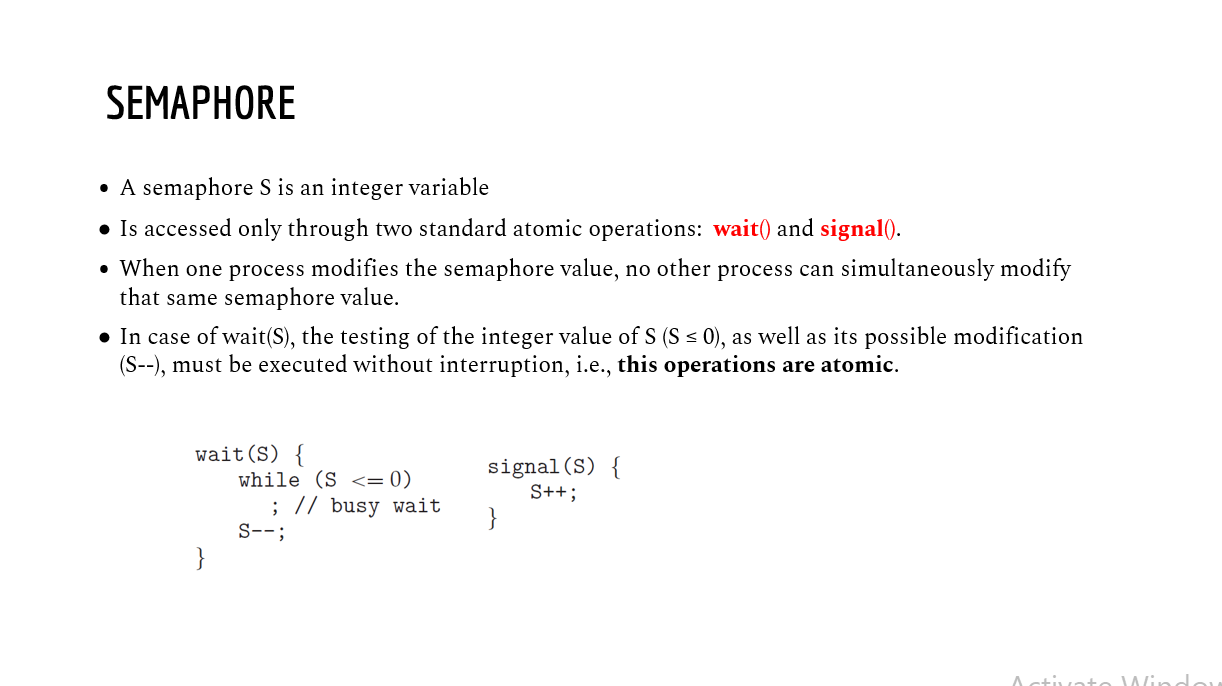 SEMAPHORE
• A semaphore S is an integer variable
• Is accessed only through two standard atomic operations: wait() and signal().
• When one process modifies the semaphore value, no other process can simultaneously modify
that same semaphore value.
• In case of wait(S), the testing of the integer value of S (S ≤ 0), as well as its possible modification
(S--), must be executed without interruption, i.e., this operations are atomic.
wait(S) {
while (S <= 0)
; // busy wait
S--;
}
signal(S) {
S++;
}
Activate Window